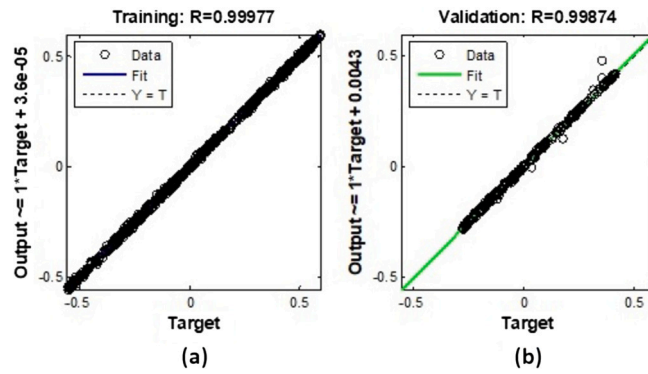 Training: R=0.99977
Output ~= 1*Target + 3.6e-05
0.5
0
-0.5
Data
Fit
Y = T
-0.5
0
0.5
Target
(a)
Validation: R=0.99874
Output ~= 1*Target + 0.0043
0.5
0
-0.5
Data
Fit
Y = T
-0.5
0
0.5
Target
(b)